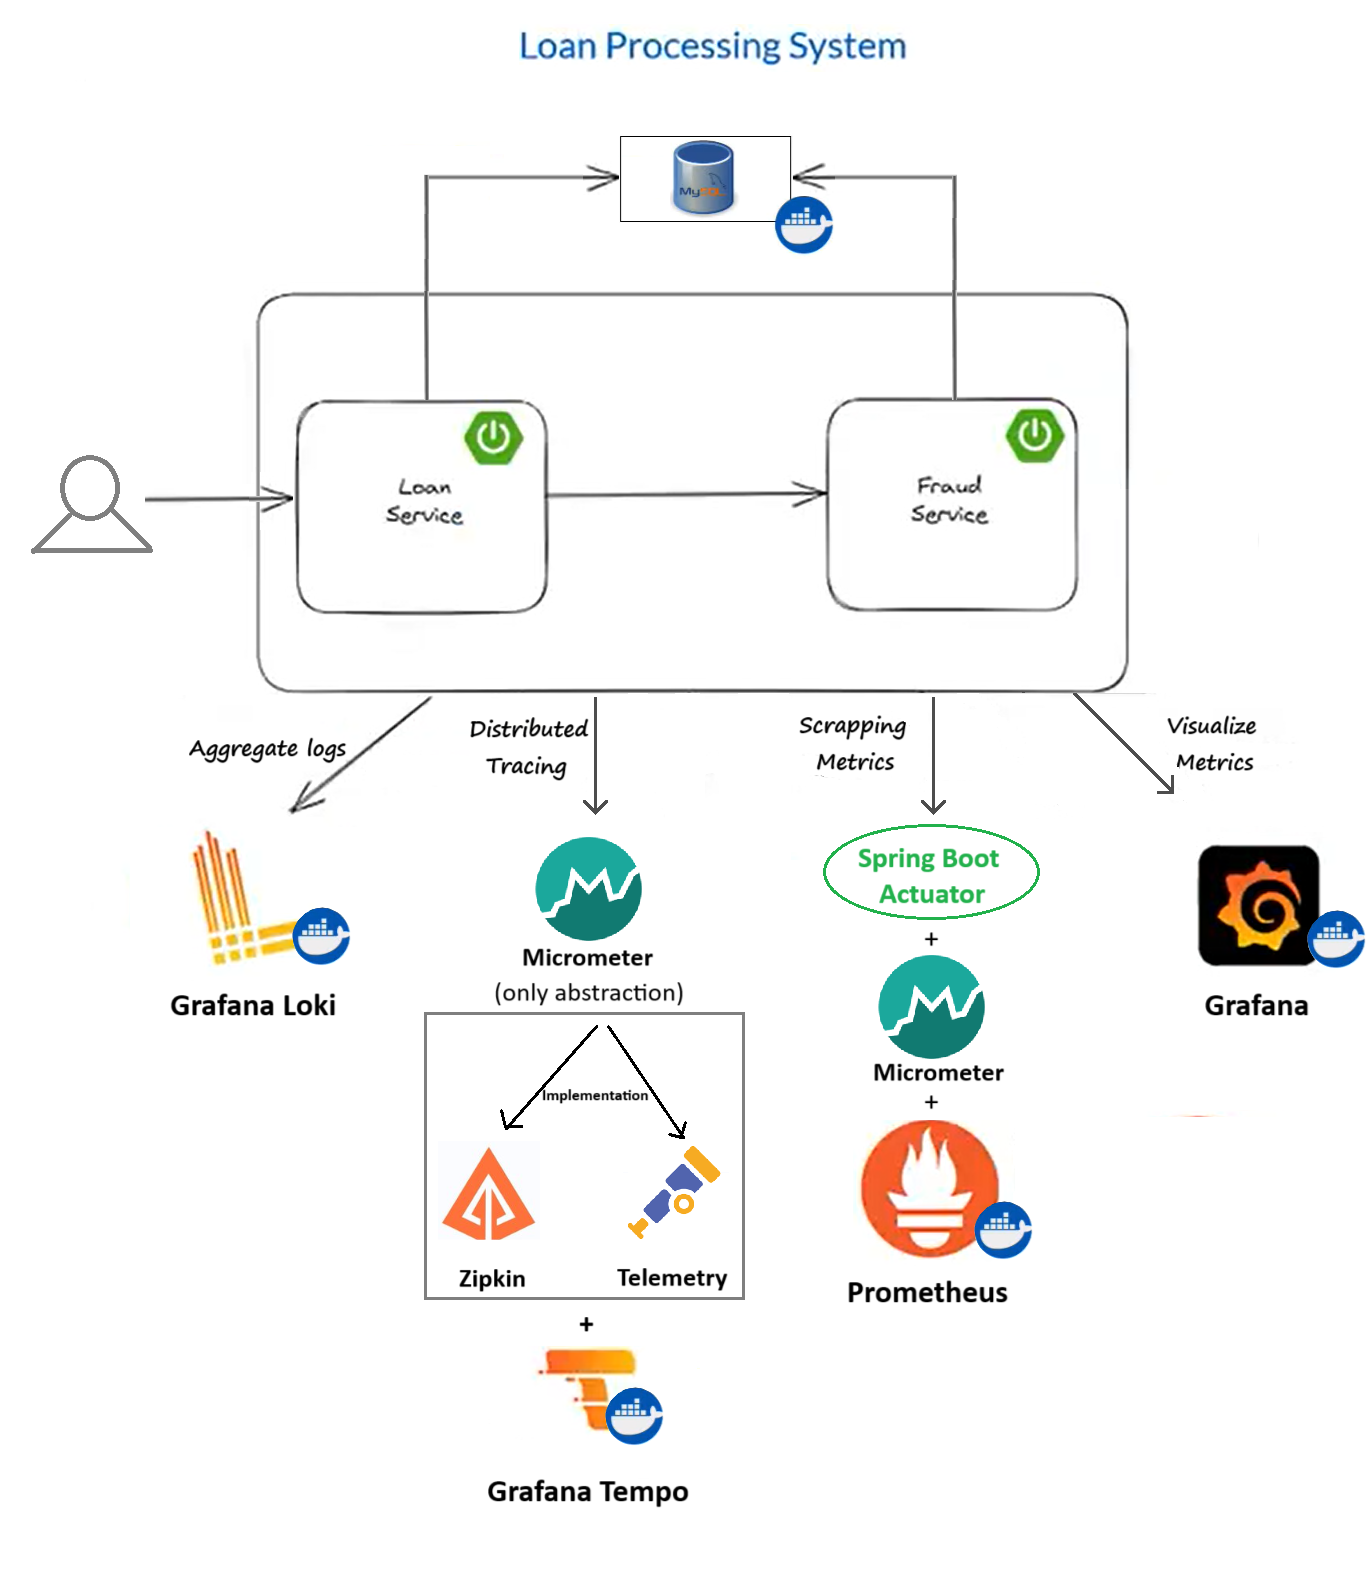 Loan Processing System
MySQL
Loan
Service
Fraud
Service
Aggregate logs
Distributed
Tracing
Scrapping
Metrics
Visualize
Metrics
Grafana Loki
Micrometer
(only abstraction)
Implementation
Zipkin
Telemetry
+
Grafana Tempo
Spring Boot
Actuator
+
Micrometer
+
Prometheus
Grafana